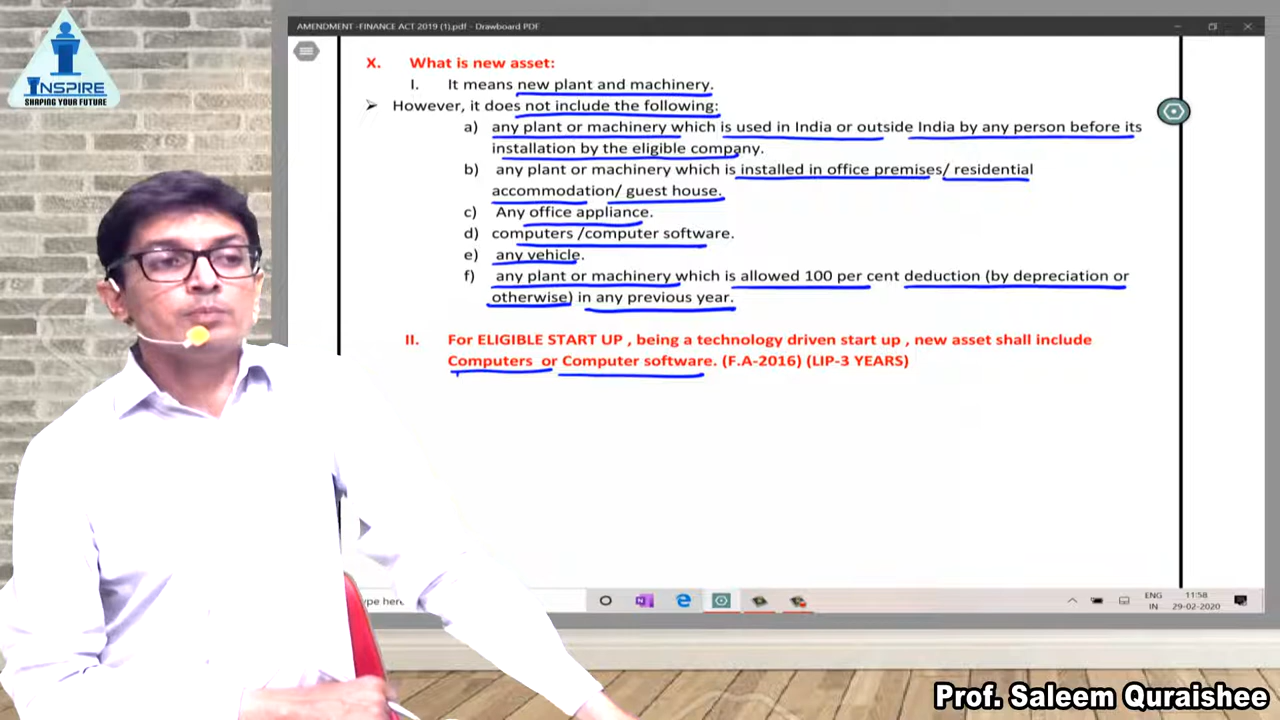 AMENDMENT -FINANCE ACT 2019 (1).pdf - Drawboard PDF
INSPIRE
SHAPING YOUR FUTURE
X. What is new asset:
I. It means new plant and machinery.
➢ However, it does not include the following:
a) any plant or machinery which is used in India or outside India by any person before its
installation by the eligible company.
b) any plant or machinery which is installed in office premises/ residential
accommodation/ guest house.
c) Any office appliance.
d) computers /computer software.
e) any vehicle.
f) any plant or machinery which is allowed 100 per cent deduction (by depreciation or
otherwise) in any previous year.
II. For ELIGIBLE START UP , being a technology driven start up , new asset shall include
Computers or Computer software. (F.A-2016) (LIP-3 YEARS)
ype here
ENG
IN
11:58
29-02-2020
Prof. Saleem Quraishee